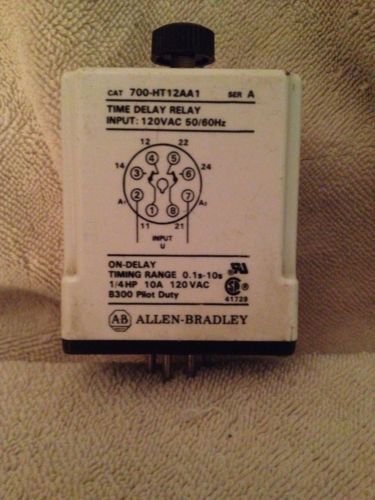 CAT 700-HT12AA1 SER A
TIME DELAY RELAY
INPUT: 120VAC 50/60Hz
12 22
14 4 5 24
3 6
A1 2 7 A2
1 8
11 21
INPUT
U
ON-DELAY
TIMING RANGE 0.1s-10s
1/4HP 10A 120VAC
B300 Pilot Duty
41729
AB ALLEN-BRADLEY